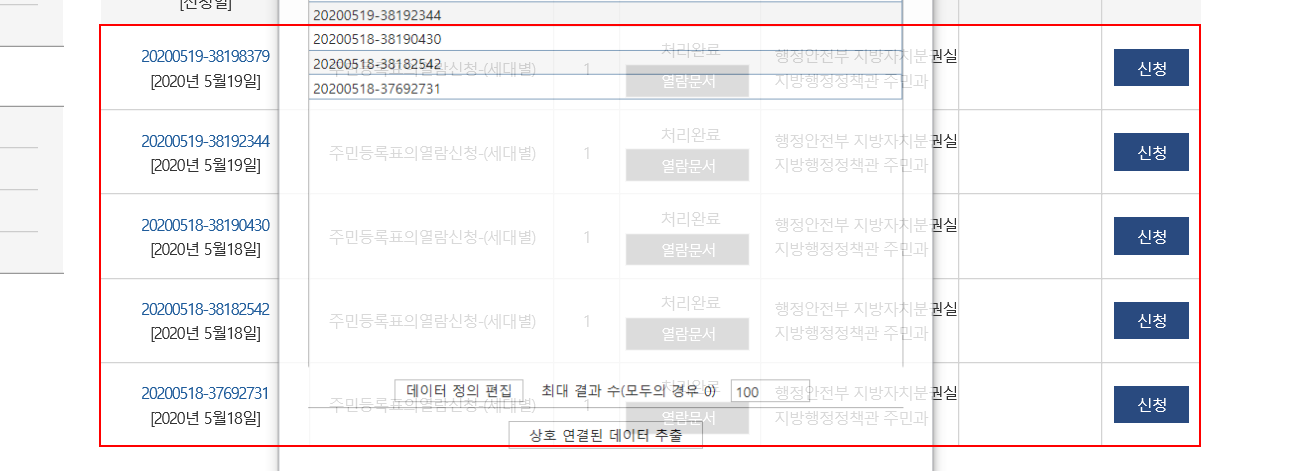 [신청일]
20200519-38192344
20200518-38190430
20200518-38182542
20200518-37692731
20200519-38198379
[2020년 5월19일]
주민등록표의열람신청-(세대별)
1
처리완료
열람문서
행정안전부 지방자치분권실
지방행정정책관 주민과
신청
20200519-38192344
[2020년 5월19일]
주민등록표의열람신청-(세대별)
1
처리완료
열람문서
행정안전부 지방자치분권실
지방행정정책관 주민과
신청
20200518-38190430
[2020년 5월18일]
주민등록표의열람신청-(세대별)
1
처리완료
열람문서
행정안전부 지방자치분권실
지방행정정책관 주민과
신청
20200518-38182542
[2020년 5월18일]
주민등록표의열람신청-(세대별)
1
처리완료
열람문서
행정안전부 지방자치분권실
지방행정정책관 주민과
신청
20200518-37692731
[2020년 5월18일]
주민등록표의열람신청-(세대별)
1
처리완료
열람문서
행정안전부 지방자치분권실
지방행정정책관 주민과
신청
데이터 정의 편집 최대 결과 수(모두의 경우 0) 100
상호 연결된 데이터 추출